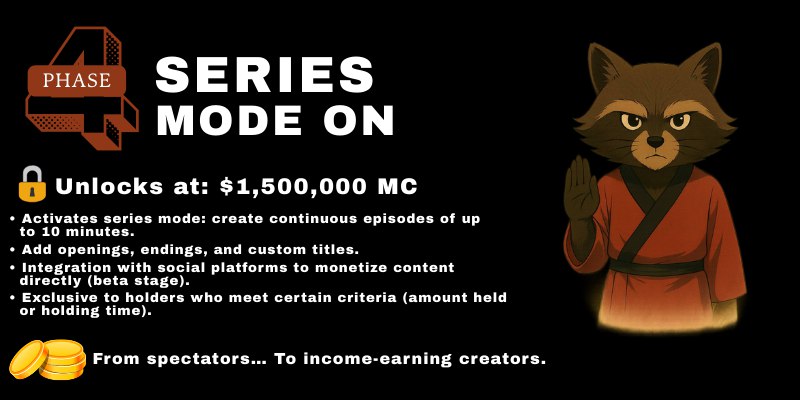 4
PHASE
SERIES
MODE ON
Unlocks at: $1,500,000 MC
• Activates series mode: create continuous episodes of up
to 10 minutes.
• Add openings, endings, and custom titles.
• Integration with social platforms to monetize content
directly (beta stage).
• Exclusive to holders who meet certain criteria (amount held
or holding time).
From spectators... To income-earning creators.